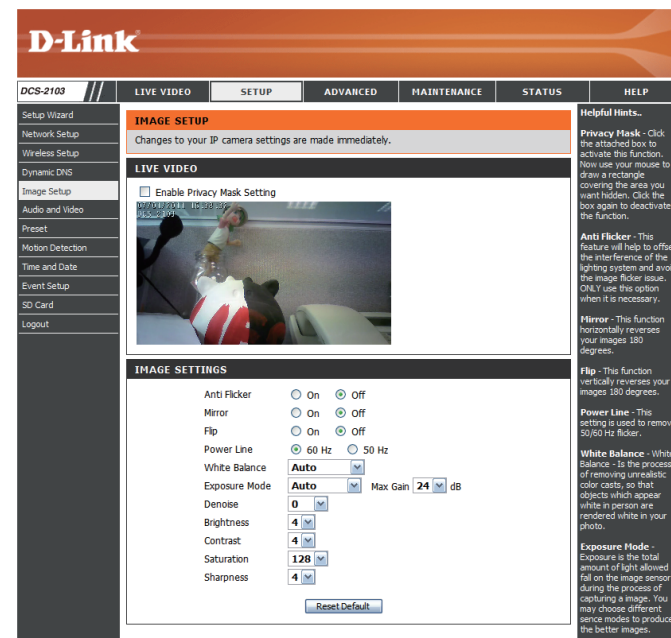 D-Link
DCS-2103
LIVE VIDEO
SETUP
ADVANCED
MAINTENANCE
STATUS
HELP
Setup Wizard
Network Setup
Wireless Setup
Dynamic DNS
Image Setup
Audio and Video
Preset
Motion Detection
Time and Date
Event Setup
SD Card
Logout
IMAGE SETUP
Changes to your IP camera settings are made immediately.
LIVE VIDEO
Enable Privacy Mask Setting
DCS-2103
IMAGE SETTINGS
Anti Flicker On Off
Mirror On Off
Flip On Off
Power Line 60 Hz 50 Hz
White Balance Auto
Exposure Mode Auto Max Gain 24 dB
Denoise 0
Brightness 4
Contrast 4
Saturation 128
Sharpness 4
Reset Default
Helpful Hints..
Privacy Mask - Click
the attached box to
activate this function.
Now use your mouse to
draw a rectangle
covering the area you
want hidden. Click the
box again to deactivate
the function.
Anti Flicker - This
feature will help to offse
the interference of the
lighting system and avoi
the image flicker issue.
ONLY use this option
when it is necessary.
Mirror - This function
horizontally reverses
your images 180
degrees.
Flip - This function
vertically reverses your
images 180 degrees.
Power Line - This
setting is used to remov
50/60 Hz flicker.
White Balance - White
Balance - Is the process
of removing unrealistic
color casts, so that
objects which appear
white in person are
rendered white in your
photo.
Exposure Mode -
Exposure is the total
amount of light allowed
fall on the image sensor
during the process of
capturing a image. You
may choose different
sence modes to produce
the better images.